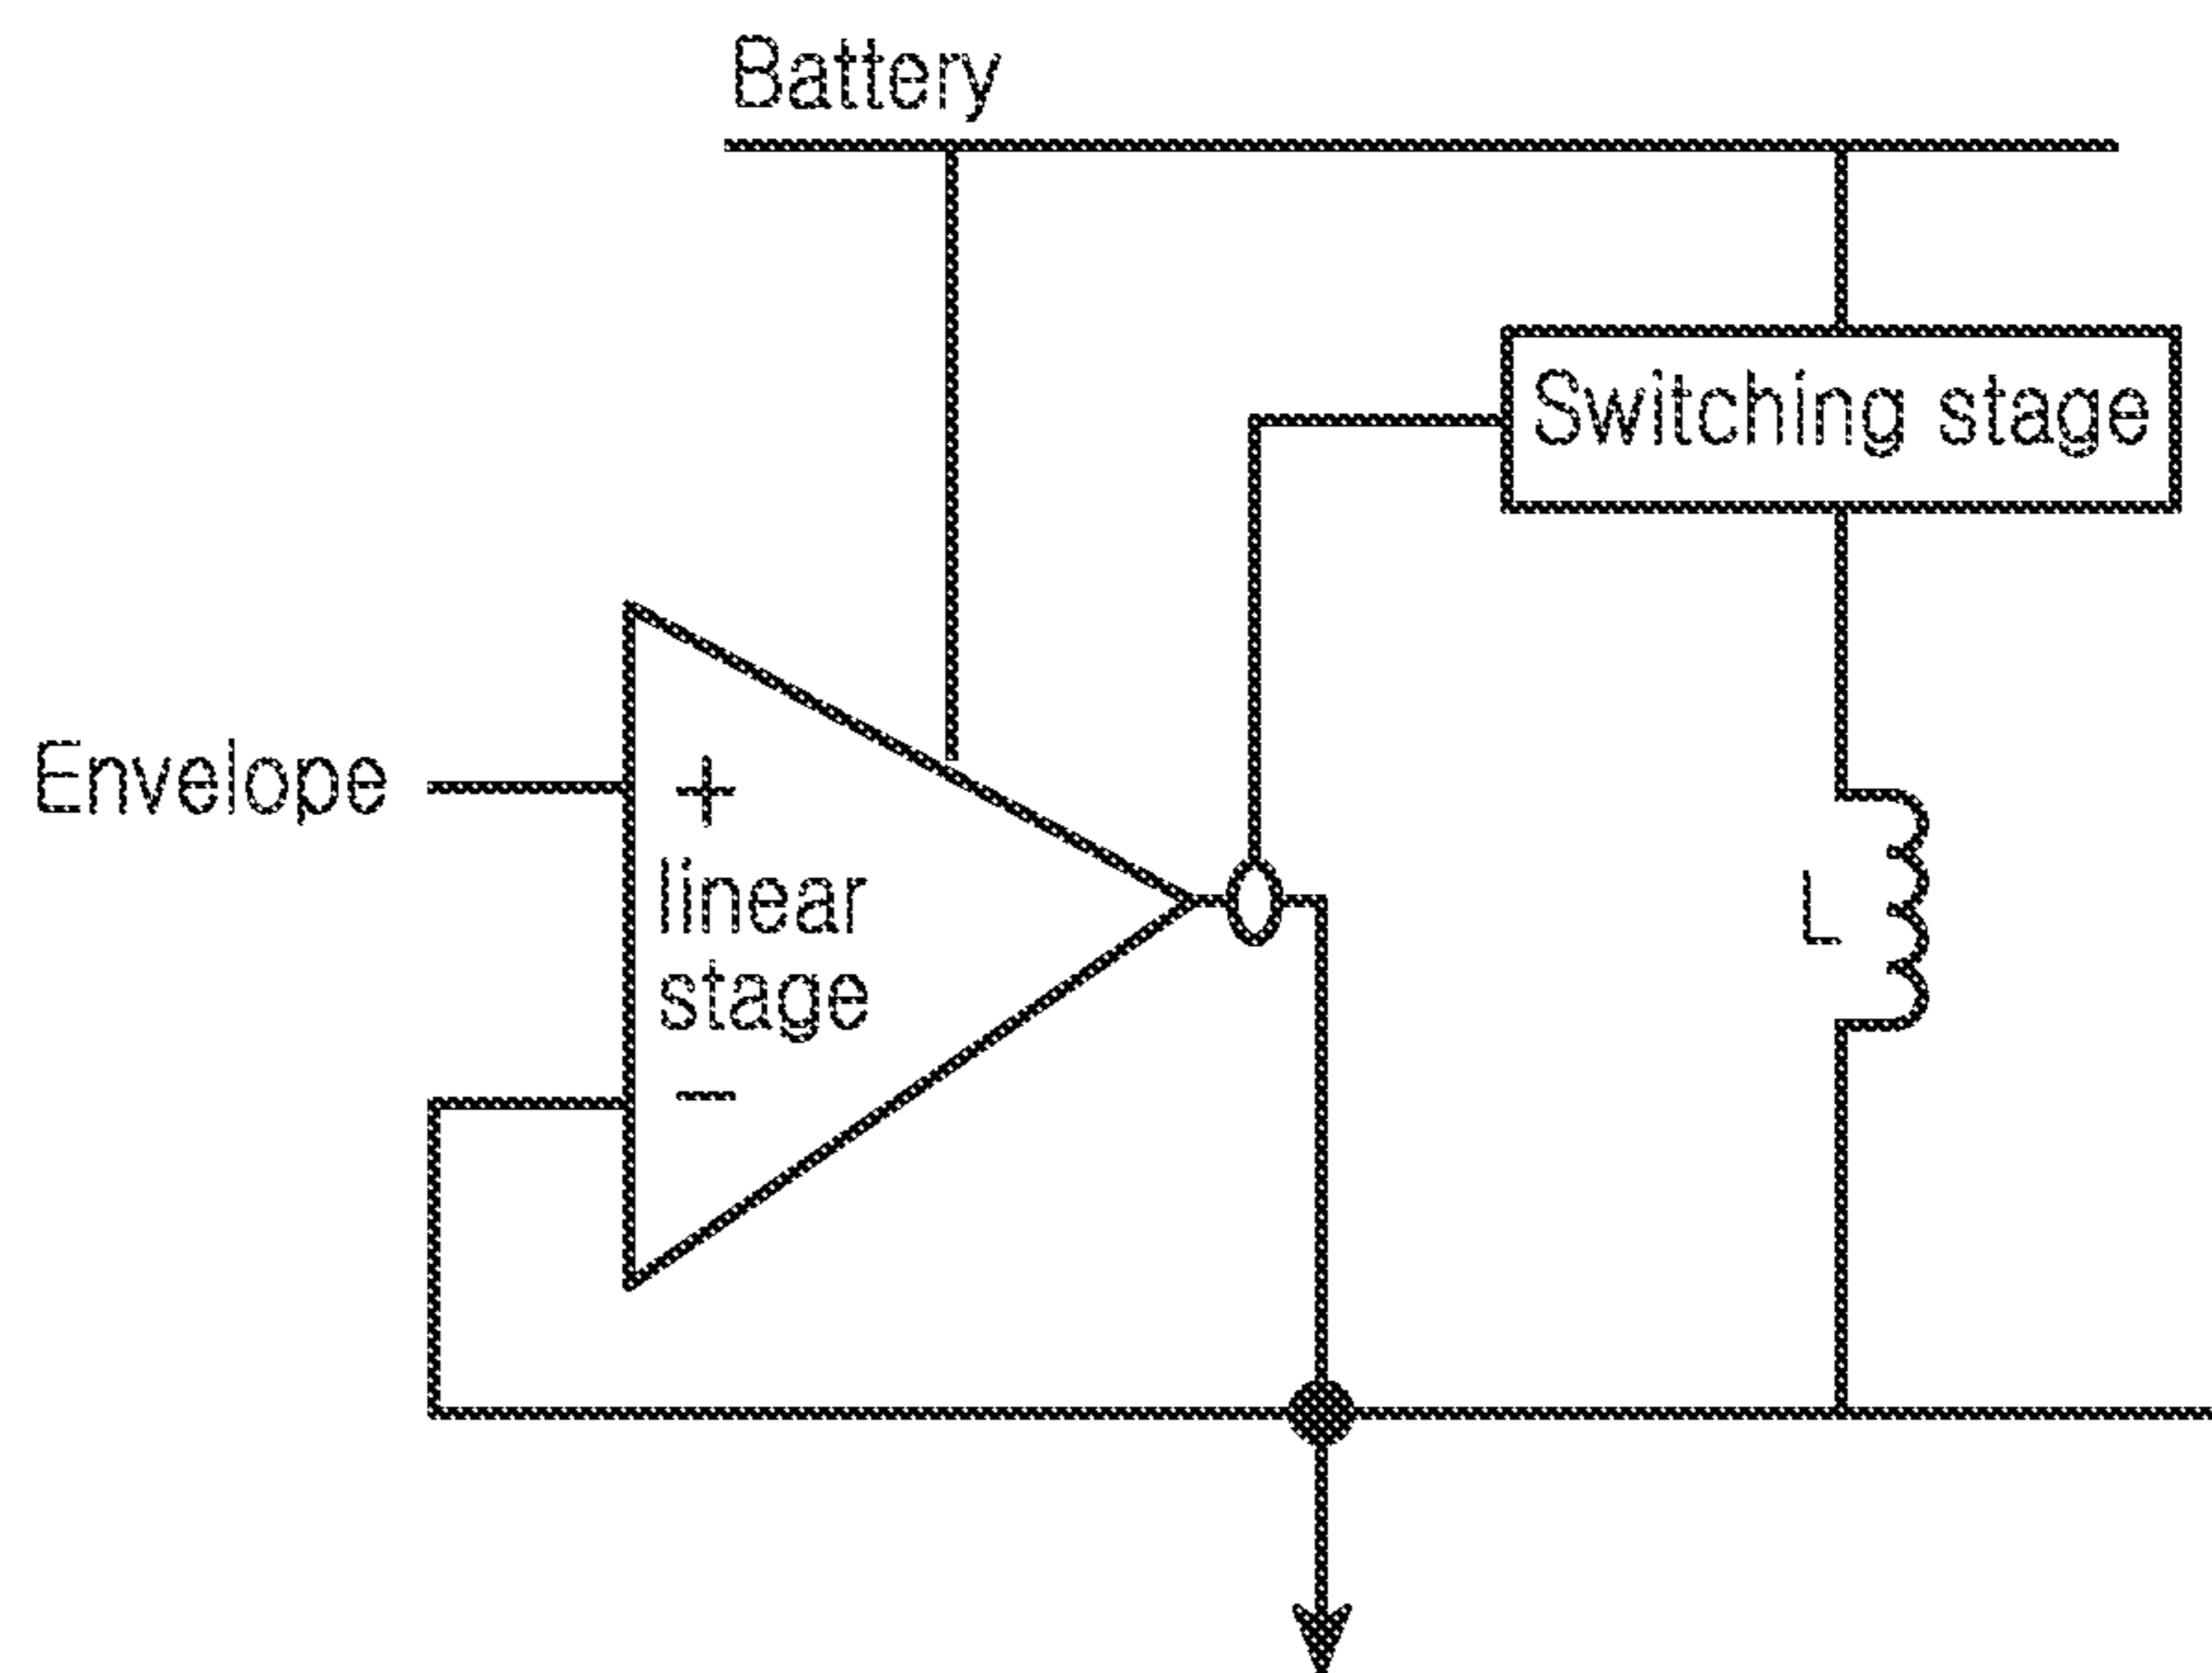 Battery
Switching stage
Envelope
+
linear
stage
L
−